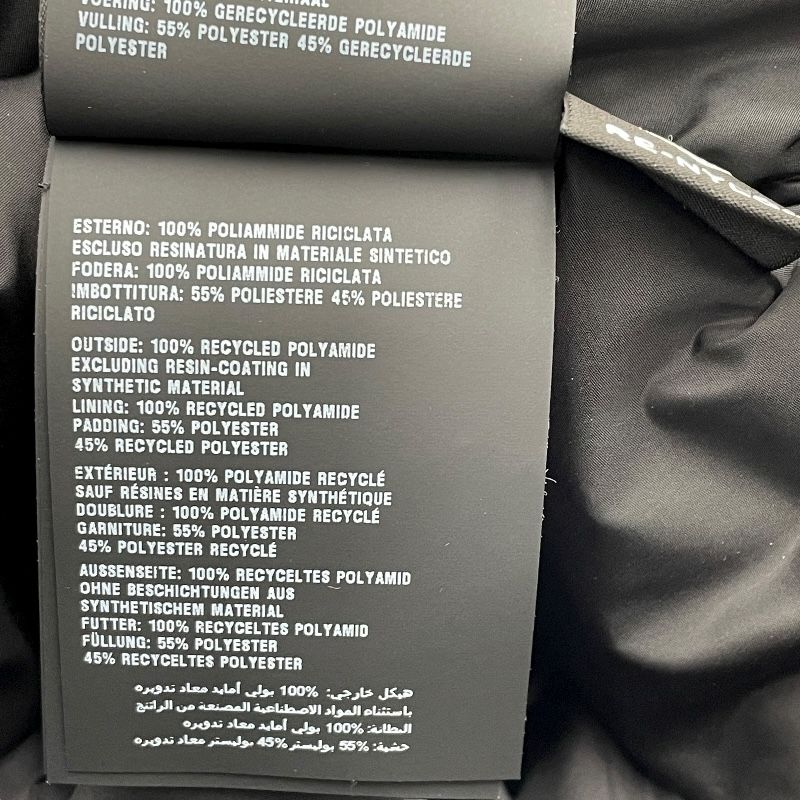 VOERING: 100% GERECYCLEERDE POLYAMIDE
VULLING: 55% POLYESTER 45% GERECYCLEERDE
POLYESTER
RE-NYLON
ESTERNO: 100% POLIAMMIDE RICICLATA
ESCLUSO RESINATURA IN MATERIALE SINTETICO
FODERA: 100% POLIAMMIDE RICICLATA
IMBOTTITURA: 55% POLIESTERE 45% POLIESTERE
RICICLATO
OUTSIDE: 100% RECYCLED POLYAMIDE
EXCLUDING RESIN-COATING IN
SYNTHETIC MATERIAL
LINING: 100% RECYCLED POLYAMIDE
PADDING: 55% POLYESTER
45% RECYCLED POLYESTER
EXTÉRIEUR : 100% POLYAMIDE RECYCLÉ
SAUF RÉSINES EN MATIÈRE SYNTHÉTIQUE
DOUBLURE : 100% POLYAMIDE RECYCLÉ
GARNITURE: 55% POLYESTER
45% POLYESTER RECYCLÉ
AUSSENSEITE: 100% RECYCELTES POLYAMID
OHNE BESCHICHTUNGEN AUS
SYNTHETISCHEM MATERIAL
FUTTER: 100% RECYCELTES POLYAMID
FÜLLUNG: 55% POLYESTER
45% RECYCELTES POLYESTER
هيكل خارجي: 100% بولي أمايد معاد تدويره
باستثناء المواد الاصطناعية المصنعة من الراتنج
البطانة: 100% بولي أمايد معاد تدويره
حشية: 55% بوليستر 45% بوليستر معاد تدويره